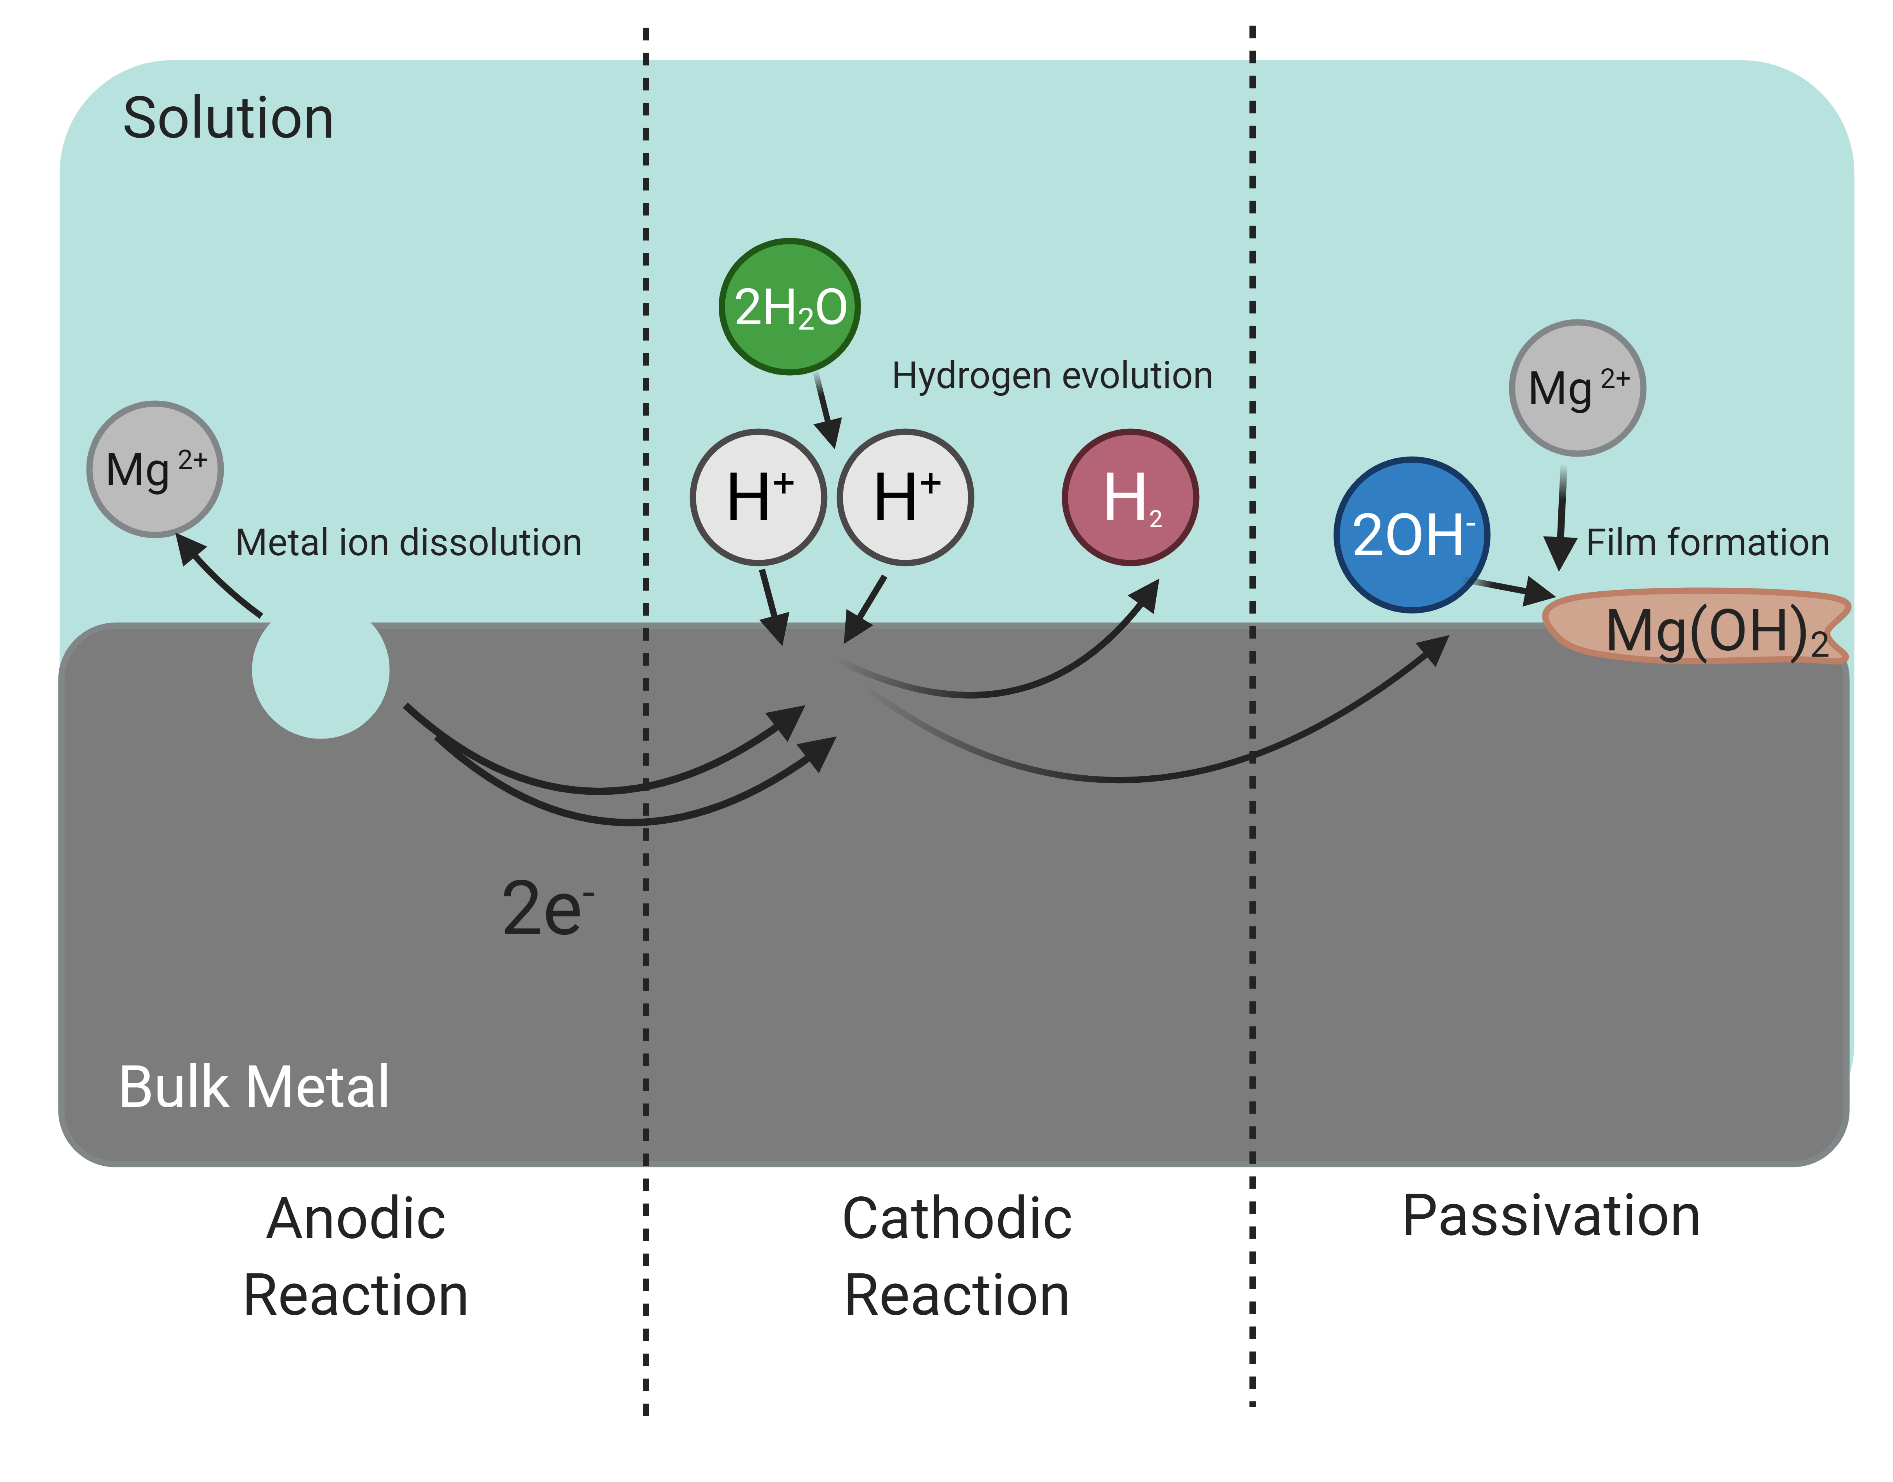 Solution
2H₂O
Hydrogen evolution
Mg ²⁺
Metal ion dissolution
H⁺
H⁺
H₂
Mg ²⁺
2OH⁻
Film formation
Mg(OH)₂
2e⁻
Bulk Metal
Anodic
Reaction
Cathodic
Reaction
Passivation